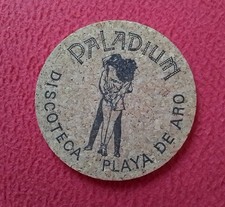 PALADIUM
DISCOTECA PLAYA DE ARO